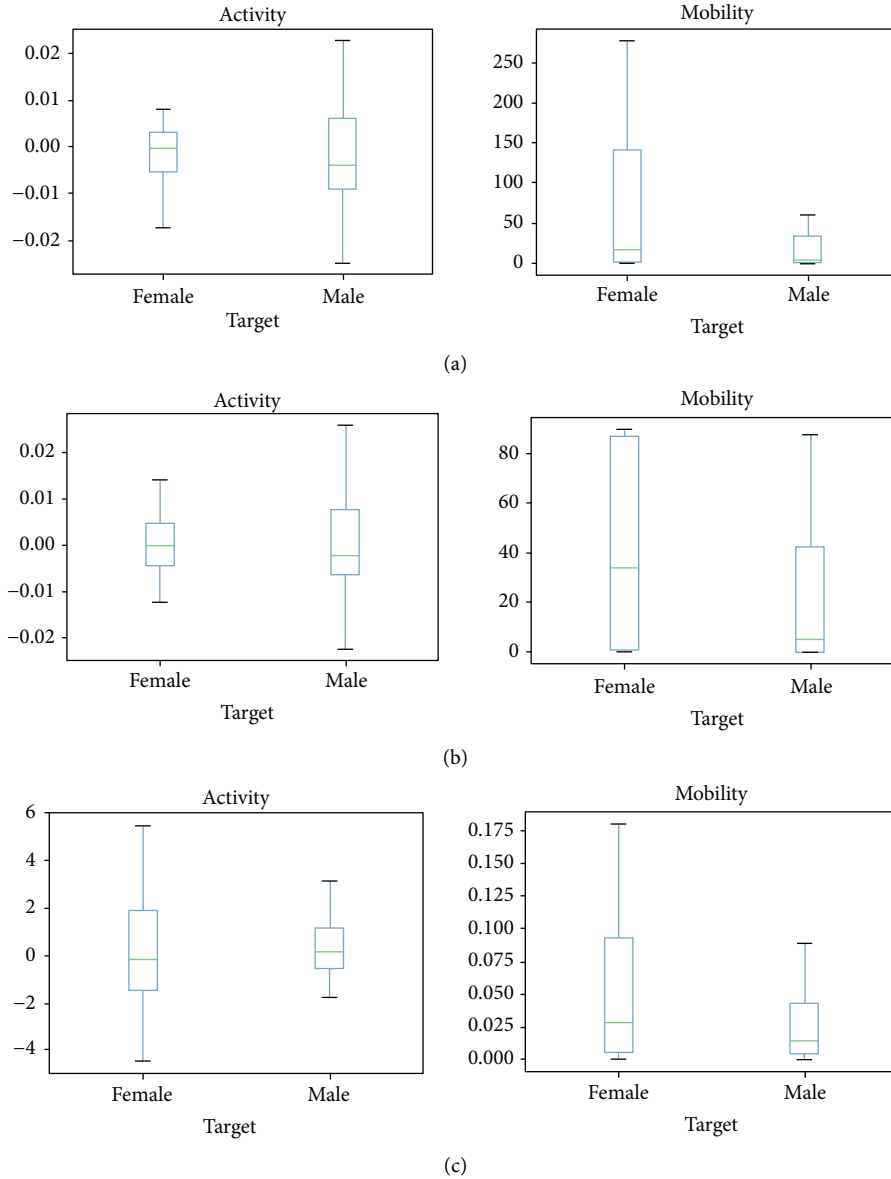 Activity
0.02
0.01
0.00
−0.01
−0.02
Female Male
Target
Mobility
250
200
150
100
50
0
Female Male
Target
(a)
Activity
0.02
0.01
0.00
−0.01
−0.02
Female Male
Target
Mobility
80
60
40
20
0
Female Male
Target
(b)
Activity
6
4
2
0
−2
−4
Female Male
Target
Mobility
0.175
0.150
0.125
0.100
0.075
0.050
0.025
0.000
Female Male
Target
(c)